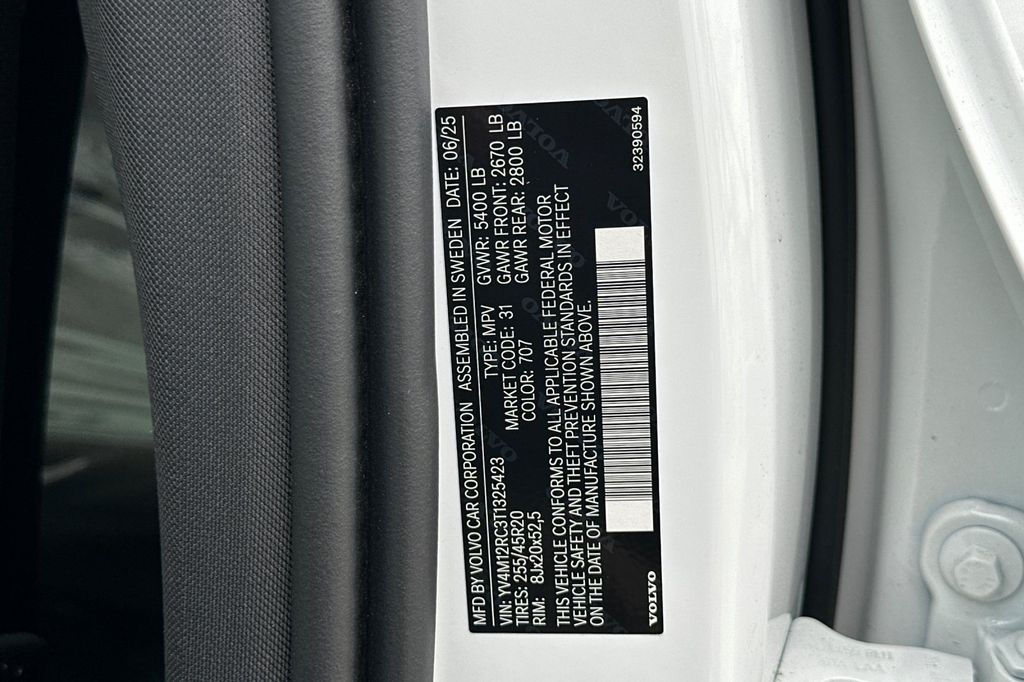 MFD BY VOLVO CAR CORPORATION ASSEMBLED IN SWEDEN DATE: 06/25
VIN: YV4M12RC3T1325423 TYPE: MPV GVWR: 5400 LB
TIRES: 255/45R20 MARKET CODE: 31 GAWR FRONT: 2670 LB
RIM: 8Jx20x52,5 COLOR: 707 GAWR REAR: 2800 LB
THIS VEHICLE CONFORMS TO ALL APPLICABLE FEDERAL MOTOR
VEHICLE SAFETY AND THEFT PREVENTION STANDARDS IN EFFECT
ON THE DATE OF MANUFACTURE SHOWN ABOVE.
VOLVO
32390594